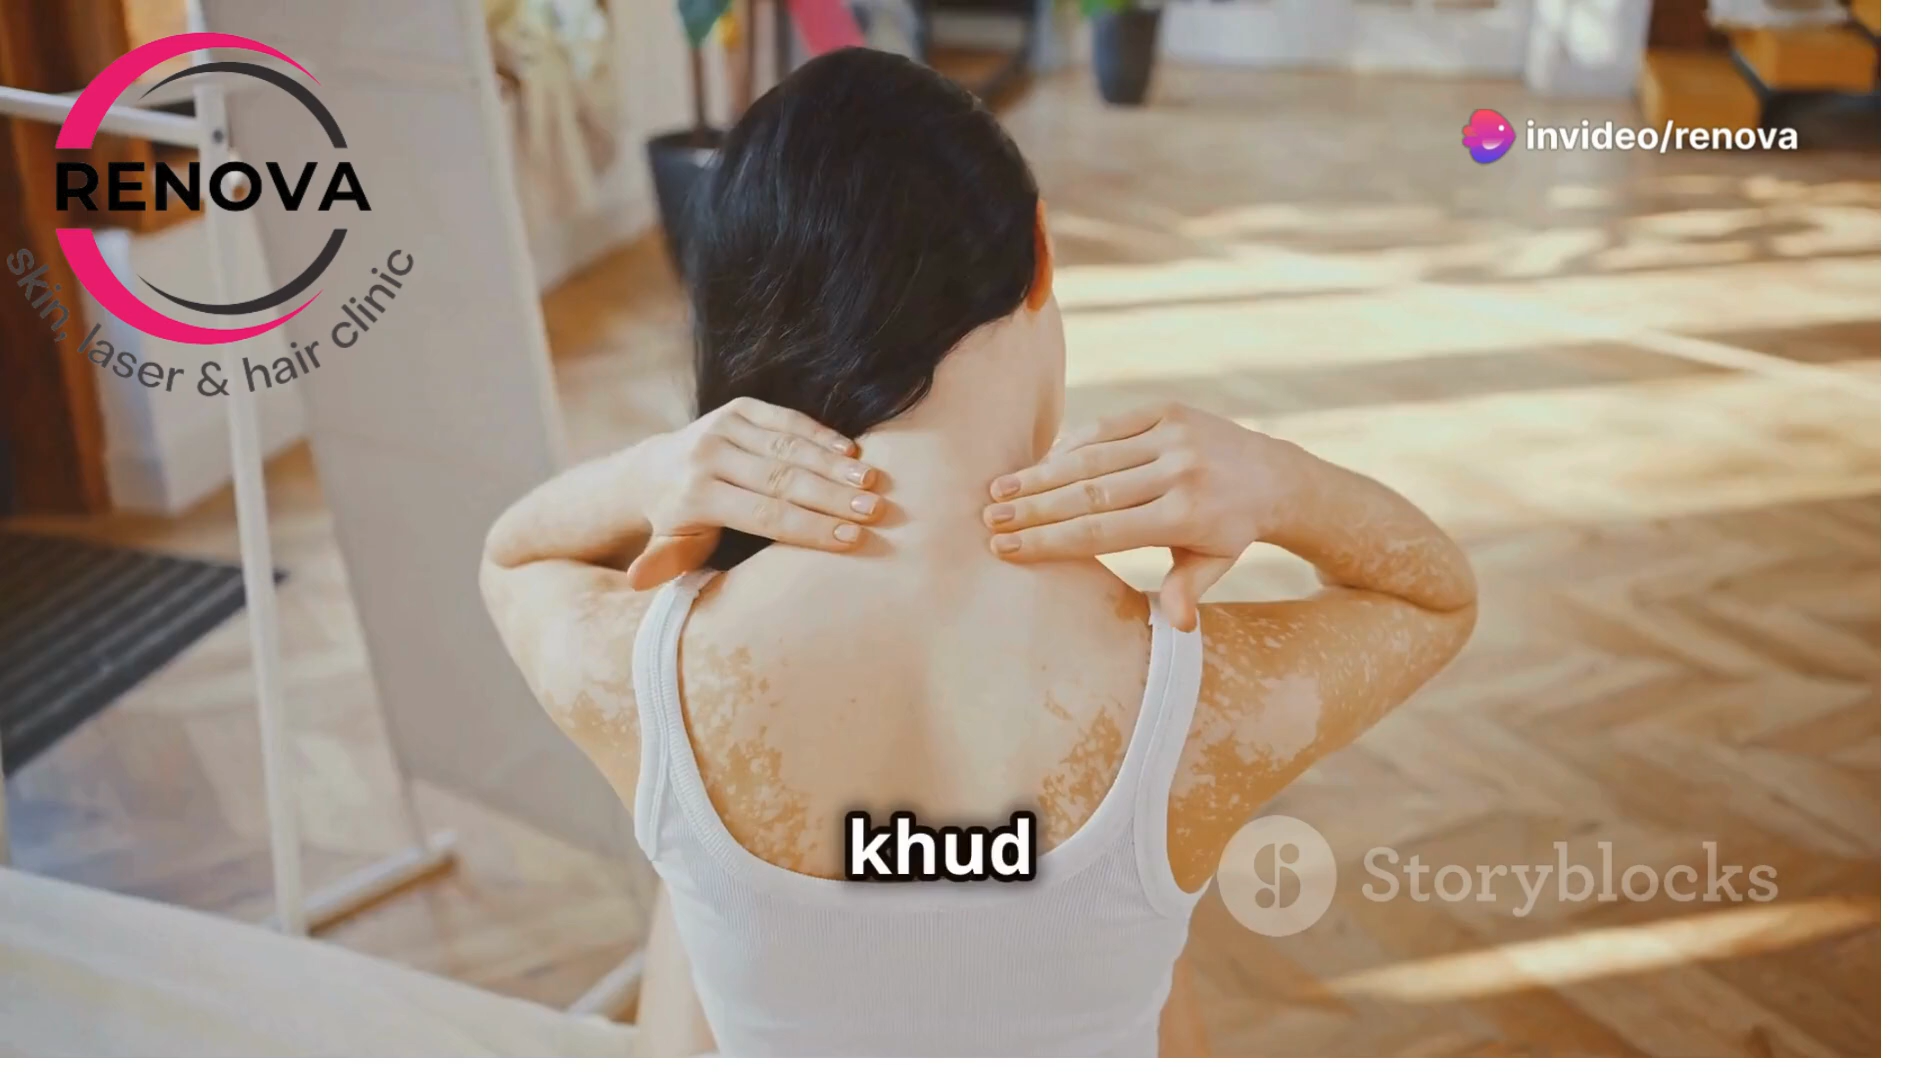 RENOVA
skin, laser & hair clinic
invideo/renova
khud
Storyblocks